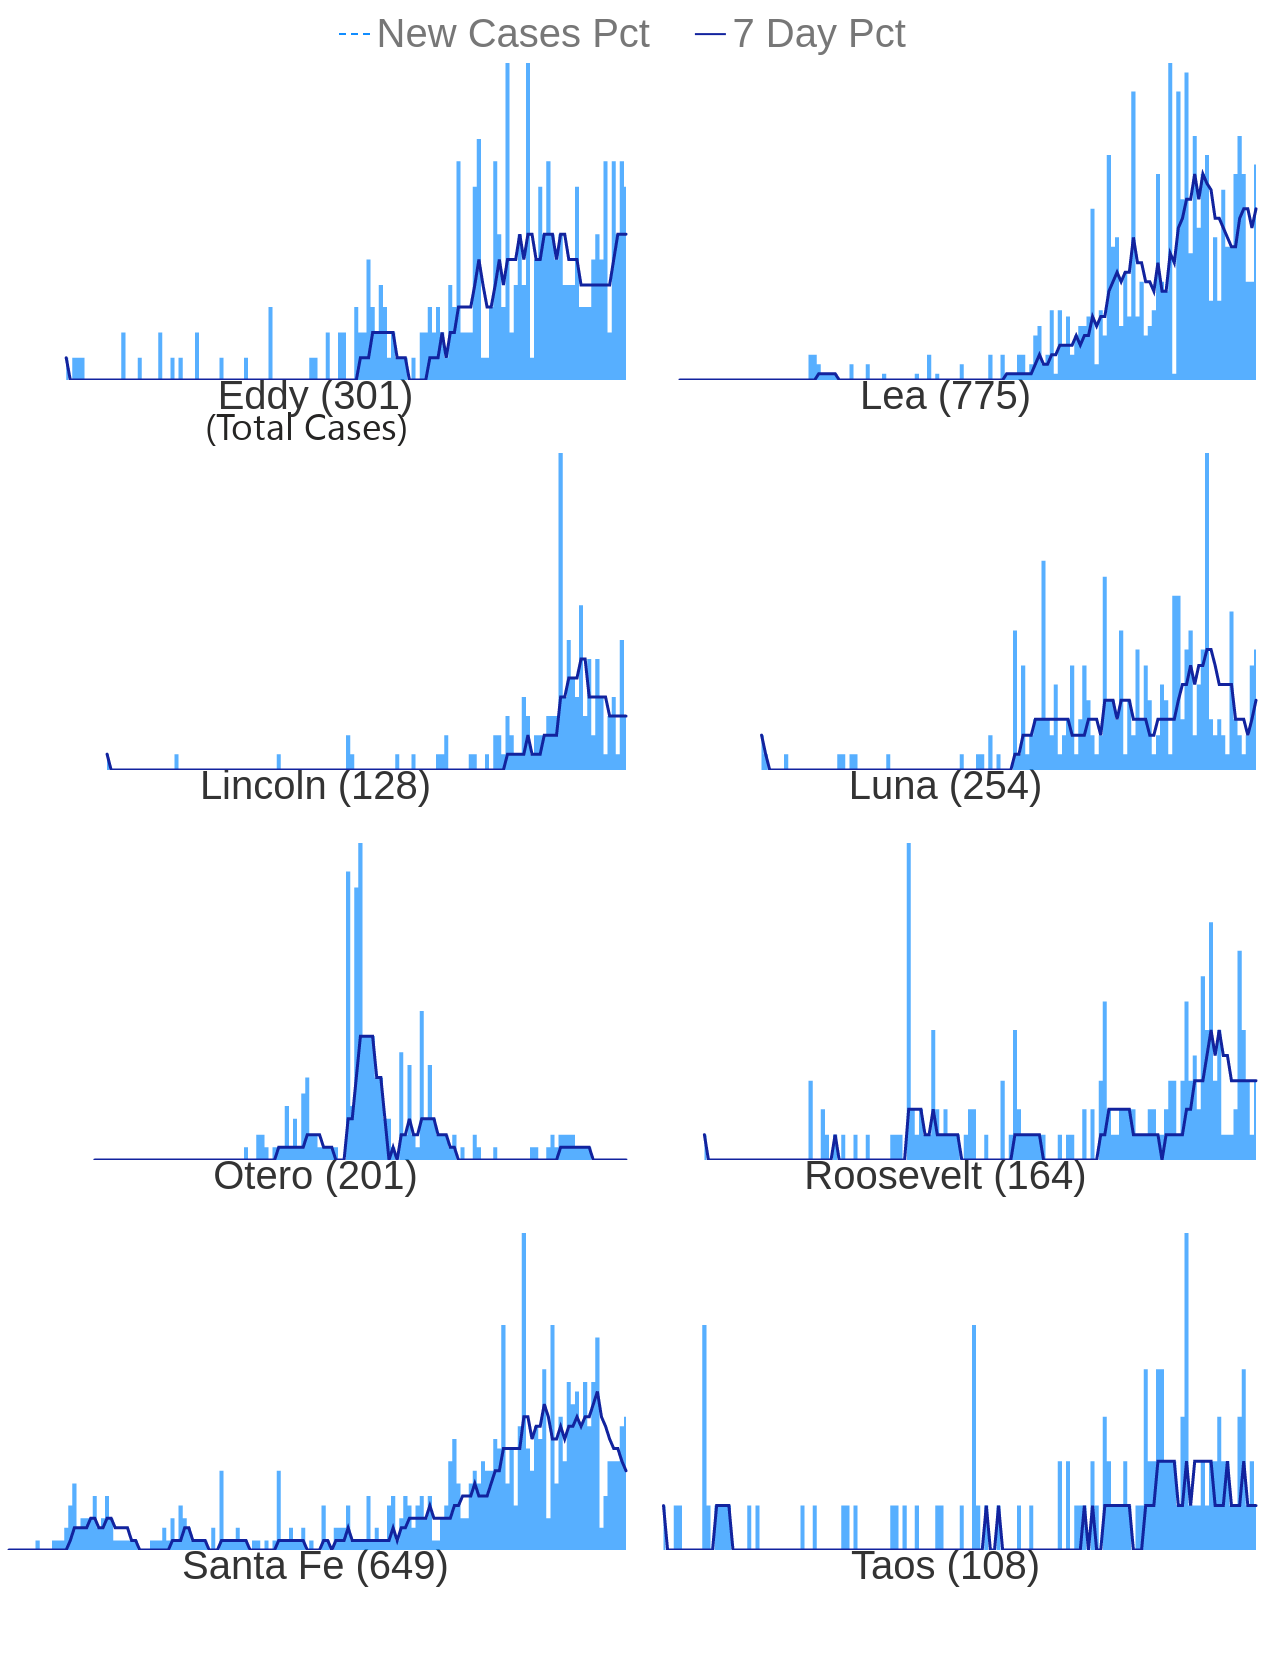 New Cases Pct 7 Day Pct
Eddy (301) Lea (775)
(Total Cases)
Lincoln (128) Luna (254)
Otero (201) Roosevelt (164)
Santa Fe (649) Taos (108)